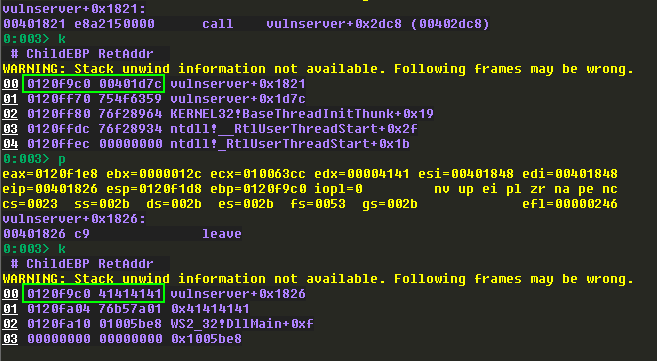 vulnserver+0x1821:
00401821 e8a2150000      call    vulnserver+0x2dc8 (00402dc8)
0:003> k
 # ChildEBP RetAddr
WARNING: Stack unwind information not available. Following frames may be wrong.
00 0120f9c0 00401d7c vulnserver+0x1821
01 0120ff70 754f6359 vulnserver+0x1d7c
02 0120ff80 76f28964 KERNEL32!BaseThreadInitThunk+0x19
03 0120ffdc 76f28934 ntdll!__RtlUserThreadStart+0x2f
04 0120ffec 00000000 ntdll!_RtlUserThreadStart+0x1b
0:003> p
eax=0120f1e8 ebx=0000012c ecx=010063cc edx=00004141 esi=00401848 edi=00401848
eip=00401826 esp=0120f1d8 ebp=0120f9c0 iopl=0         nv up ei pl zr na pe nc
cs=0023  ss=002b  ds=002b  es=002b  fs=0053  gs=002b             efl=00000246
vulnserver+0x1826:
00401826 c9              leave
0:003> k
 # ChildEBP RetAddr
WARNING: Stack unwind information not available. Following frames may be wrong.
00 0120f9c0 41414141 vulnserver+0x1826
01 0120fa04 76b57a01 0x41414141
02 0120fa10 01005be8 WS2_32!DllMain+0xf
03 00000000 00000000 0x1005be8